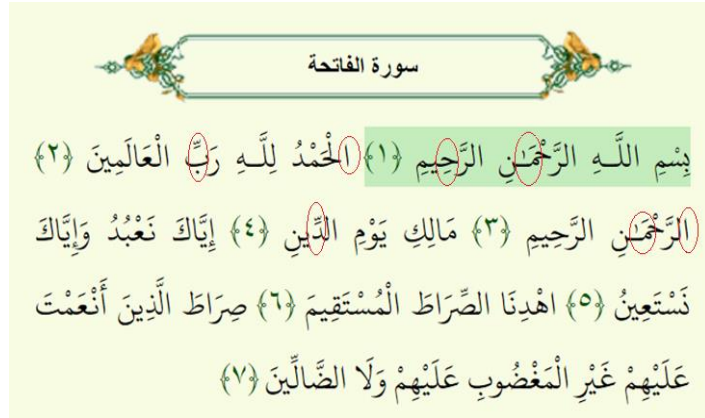 سورة الفاتحة
بِسْمِ اللَّـهِ الرَّحْمَـٰنِ الرَّحِيمِ ﴿١﴾ الْحَمْدُ لِلَّـهِ رَبِّ الْعَالَمِينَ ﴿٢﴾
الرَّحْمَـٰنِ الرَّحِيمِ ﴿٣﴾ مَالِكِ يَوْمِ الدِّينِ ﴿٤﴾ إِيَّاكَ نَعْبُدُ وَإِيَّاكَ
نَسْتَعِينُ ﴿٥﴾ اهْدِنَا الصِّرَاطَ الْمُسْتَقِيمَ ﴿٦﴾ صِرَاطَ الَّذِينَ أَنْعَمْتَ
عَلَيْهِمْ غَيْرِ الْمَغْضُوبِ عَلَيْهِمْ وَلَا الضَّالِّينَ ﴿٧﴾